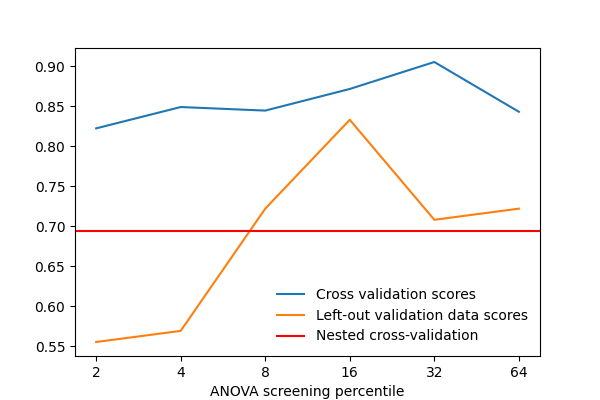 0.90
0.85
0.80
0.75
0.70
0.65
0.60
0.55
Cross validation scores
Left-out validation data scores
Nested cross-validation
2 4 8 16 32 64
ANOVA screening percentile